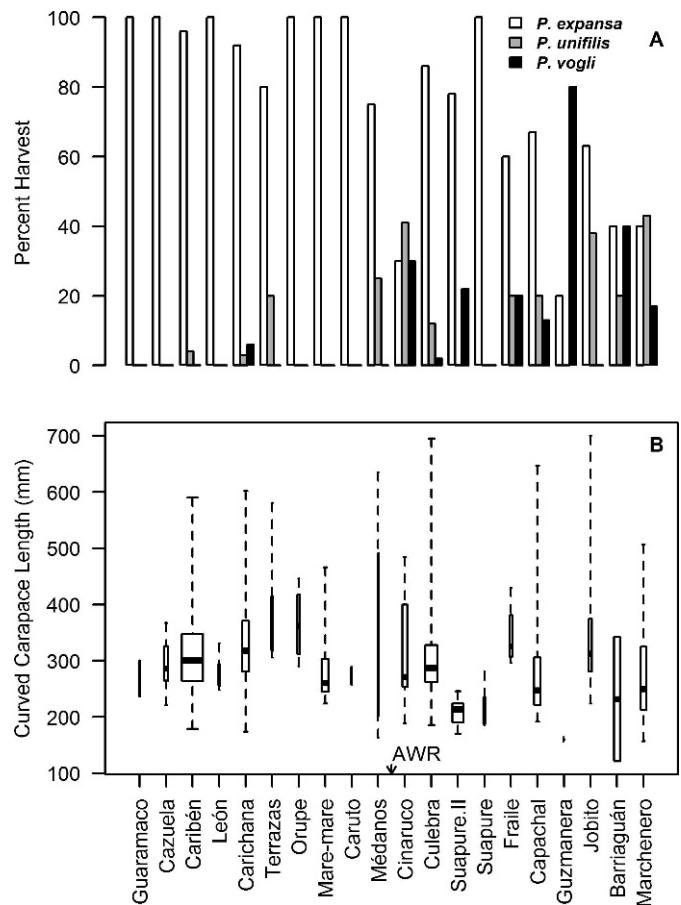 P. expansa
P. unifilis
P. vogli
A
Percent Harvest
100
80
60
40
20
0
B
Curved Carapace Length (mm)
700
600
500
400
300
200
100
AWR
Guaramaco
Cazuela
Caribén
León
Carichana
Terrazas
Orupe
Mare-mare
Caruto
Médanos
Cinaruco
Culebra
Suapure.II
Suapure
Fraile
Capachal
Guzmanera
Jobito
Barriaguán
Marchenero